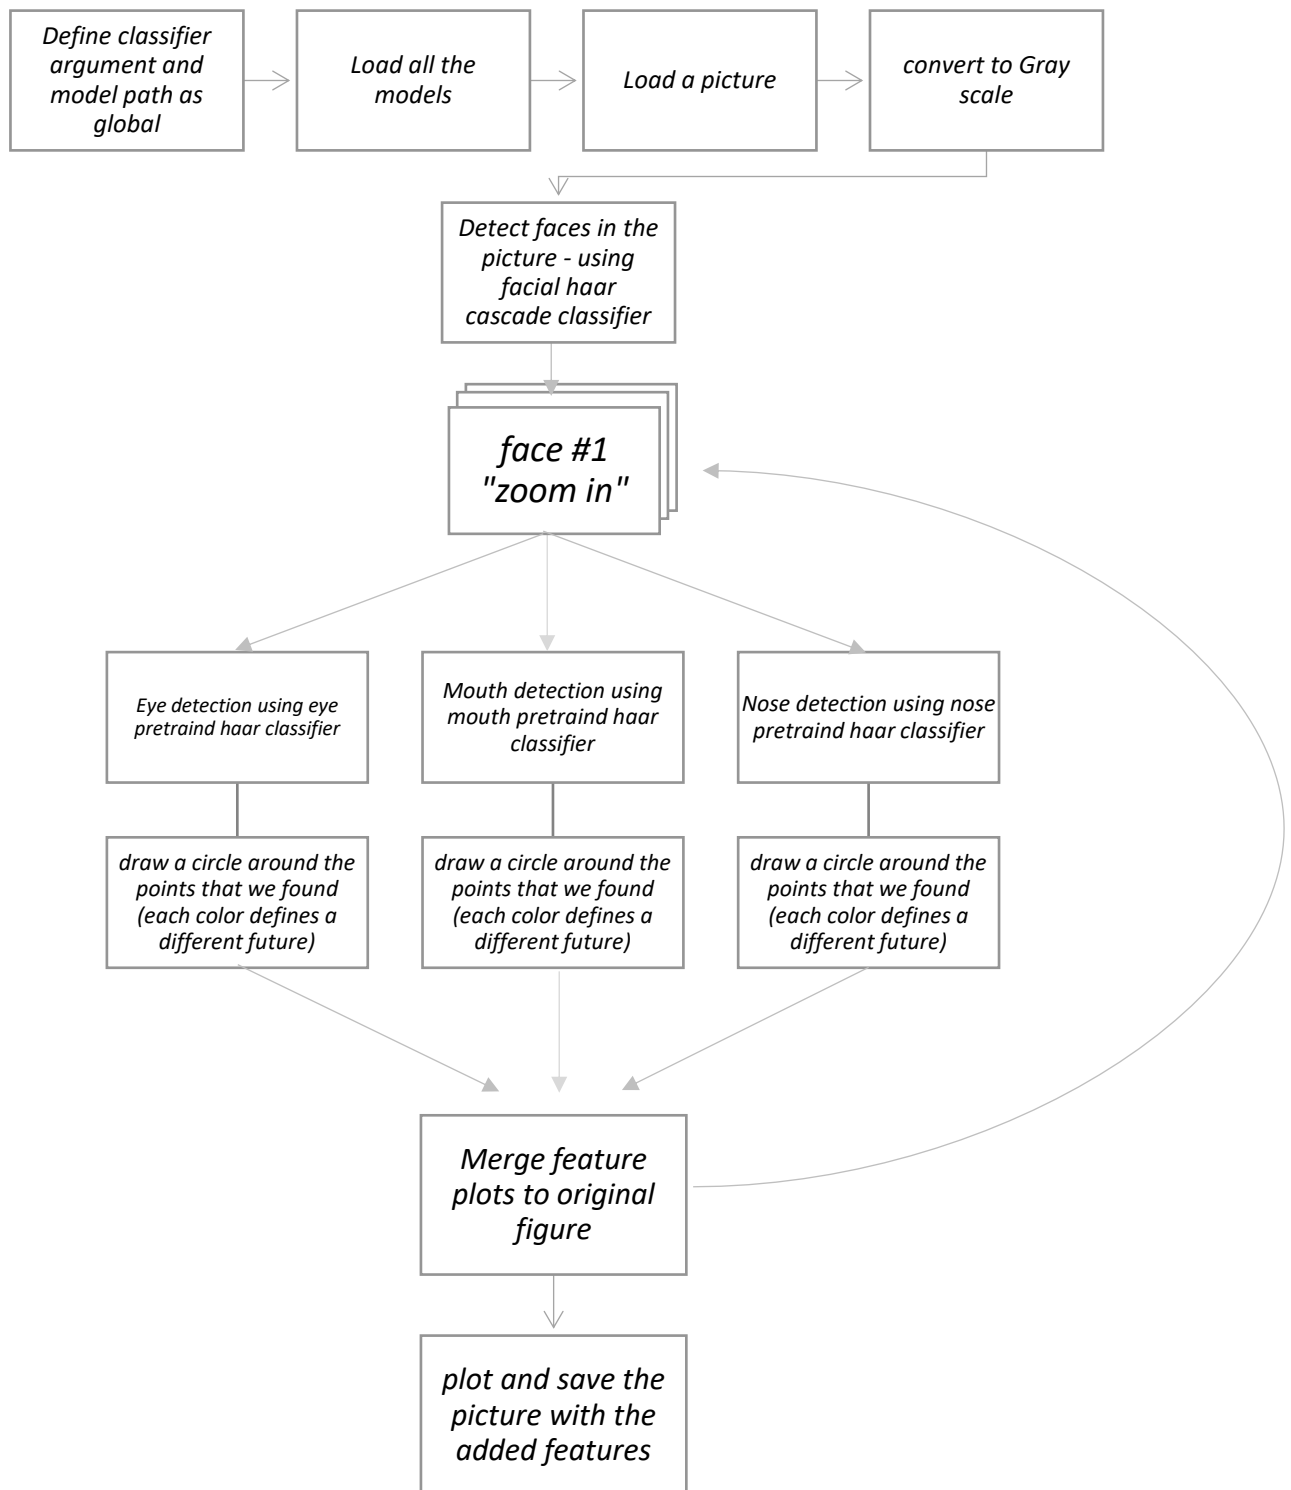 Define classifier
argument and
model path as
global
Load all the
models
Load a picture
convert to Gray
scale
Detect faces in the
picture - using
facial haar
cascade classifier
face #1
"zoom in"
Eye detection using eye
pretraind haar classifier
Mouth detection using
mouth pretraind haar
classifier
Nose detection using nose
pretraind haar classifier
draw a circle around the
points that we found
(each color defines a
different future)
draw a circle around the
points that we found
(each color defines a
different future)
draw a circle around the
points that we found
(each color defines a
different future)
Merge feature
plots to original
figure
plot and save the
picture with the
added features